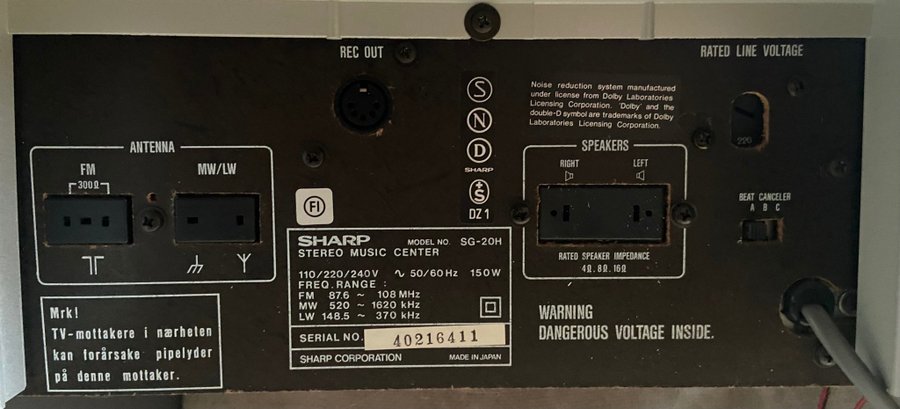 REC OUT
RATED LINE VOLTAGE
S
N
D
SHARP
S
DZ 1
Noise reduction system manufactured
under license from Dolby Laboratories
Licensing Corporation. 'Dolby' and the
double-D symbol are trademarks of Dolby
Laboratories Licensing Corporation.
220
ANTENNA
FM
300Ω
MW/LW
FI
SPEAKERS
RIGHT
LEFT
RATED SPEAKER IMPEDANCE
4Ω. 8Ω. 16Ω
BEAT CANCELER
A B C
SHARP MODEL NO. SG-20H
STEREO MUSIC CENTER
110/220/240V ∿ 50/60Hz 150W
FREQ. RANGE :
FM 87.6 ~ 108 MHz
MW 520 ~ 1620 kHz
LW 148.5 ~ 370 kHz
SERIAL NO. 40216411
SHARP CORPORATION MADE IN JAPAN
Mrk!
TV-mottakere i nærheten
kan forårsake pipelyder
på denne mottaker.
WARNING
DANGEROUS VOLTAGE INSIDE.